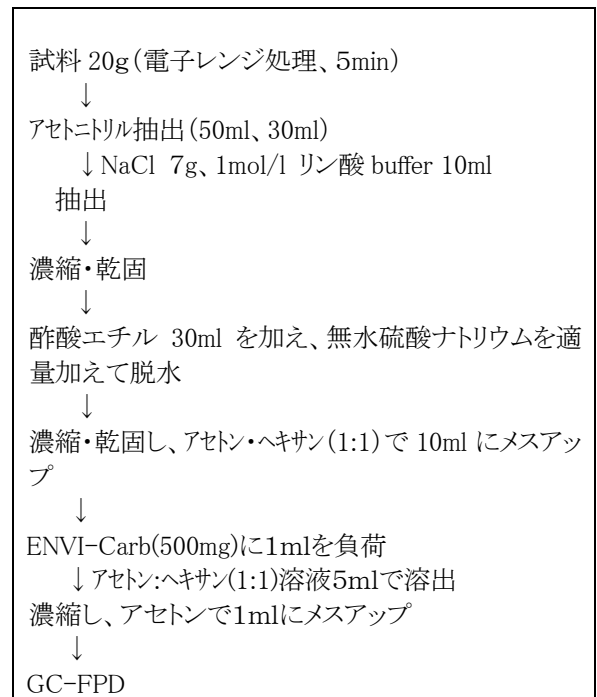 試料 20g(電子レンジ処理、5min)
↓
アセトニトリル抽出(50ml、30ml)
↓NaCl 7g、1mol/l リン酸 buffer 10ml
抽出
↓
濃縮・乾固
↓
酢酸エチル 30ml を加え、無水硫酸ナトリウムを適
量加えて脱水
↓
濃縮・乾固し、アセトン・ヘキサン(1:1)で 10ml にメスアッ
プ
↓
ENVI-Carb(500mg)に1mlを負荷
↓アセトン:ヘキサン(1:1)溶液5mlで溶出
濃縮し、アセトンで1mlにメスアップ
↓
GC-FPD